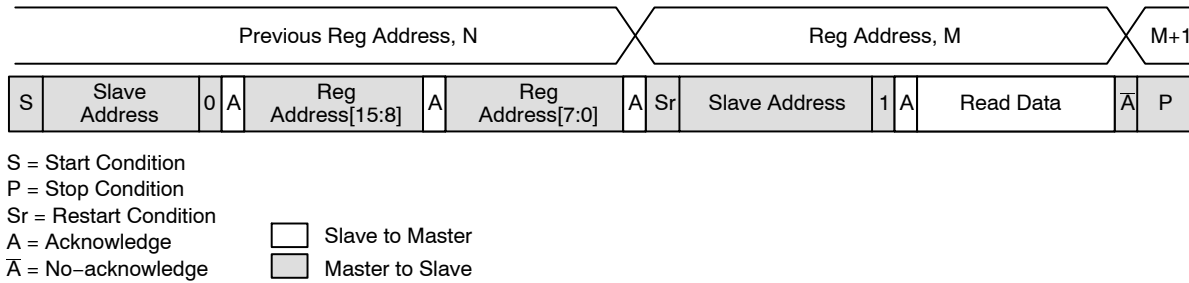 Previous Reg Address, N
Reg Address, M
M+1
S
Slave
Address
0
A
Reg
Address[15:8]
A
Reg
Address[7:0]
A
Sr
Slave Address
1
A
Read Data
A̅
P
S = Start Condition
P = Stop Condition
Sr = Restart Condition
A = Acknowledge
A̅ = No−acknowledge
Slave to Master
Master to Slave